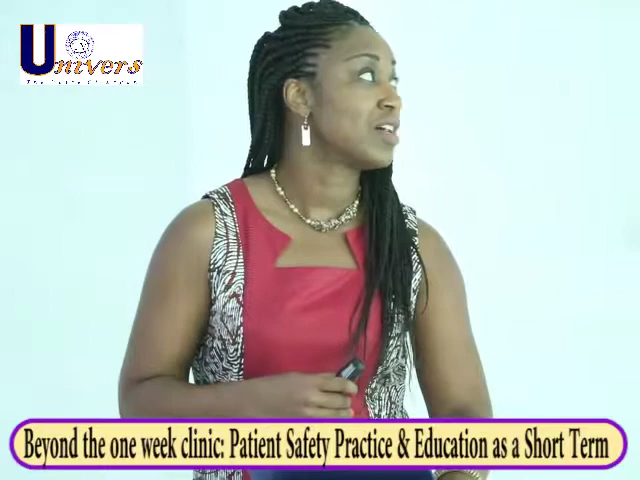 Univers
Beyond the one week clinic: Patient Safety Practice & Education as a Short Term